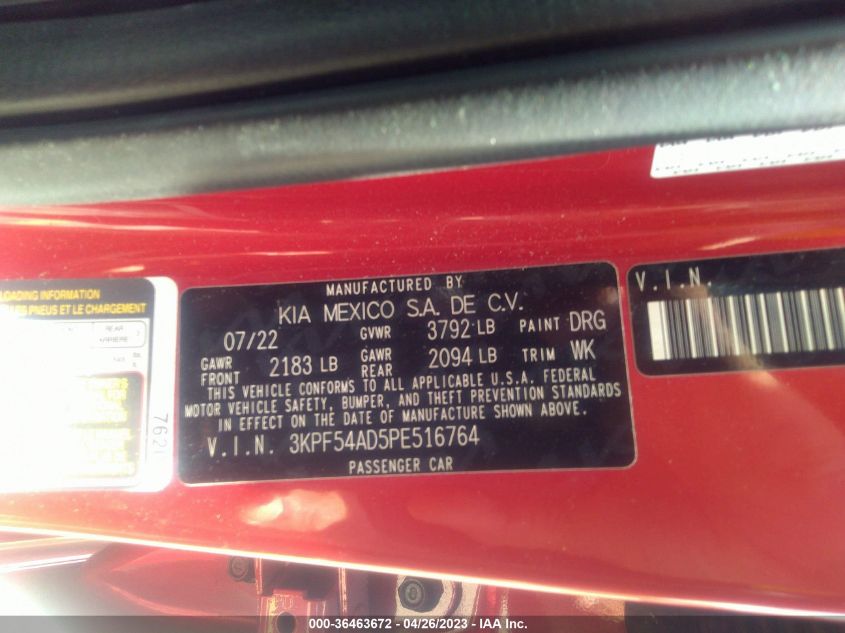 LOADING INFORMATION
PNEUS ET LE CHARGEMENT
REAR
762
MANUFACTURED BY
KIA MEXICO S.A. DE C.V.
07/22 GVWR 3792 LB PAINT DRG
GAWR FRONT 2183 LB GAWR REAR 2094 LB TRIM WK
THIS VEHICLE CONFORMS TO ALL APPLICABLE U.S.A. FEDERAL
MOTOR VEHICLE SAFETY, BUMPER, AND THEFT PREVENTION STANDARDS
IN EFFECT ON THE DATE OF MANUFACTURE SHOWN ABOVE.
V.I.N. 3KPF54AD5PE516764
PASSENGER CAR
V.I.N.
000-36463672 - 04/26/2023 - IAA Inc.